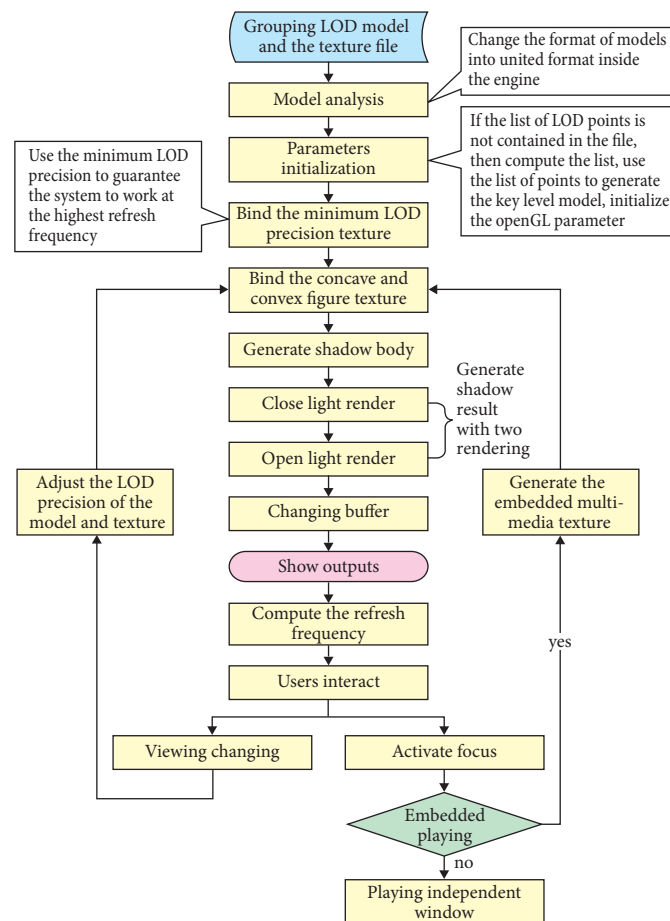 Grouping LOD model
and the texture file
Change the format of models
into united format inside
the engine
Model analysis
If the list of LOD points is
not contained in the file,
then compute the list, use
the list of points to generate
the key level model, initialize
the openGL parameter
Parameters
initialization
Use the minimum LOD
precision to guarantee
the system to work at
the highest refresh
frequency
Bind the minimum LOD
precision texture
Bind the concave and
convex figure texture
Generate shadow body
Close light render
Generate
shadow
result
with two
rendering
Open light render
Adjust the LOD
precision of the
model and texture
Generate the
embedded multi-
media texture
Changing buffer
Show outputs
Compute the refresh
frequency
yes
Users interact
Viewing changing
Activate focus
Embedded
playing
no
Playing independent
window